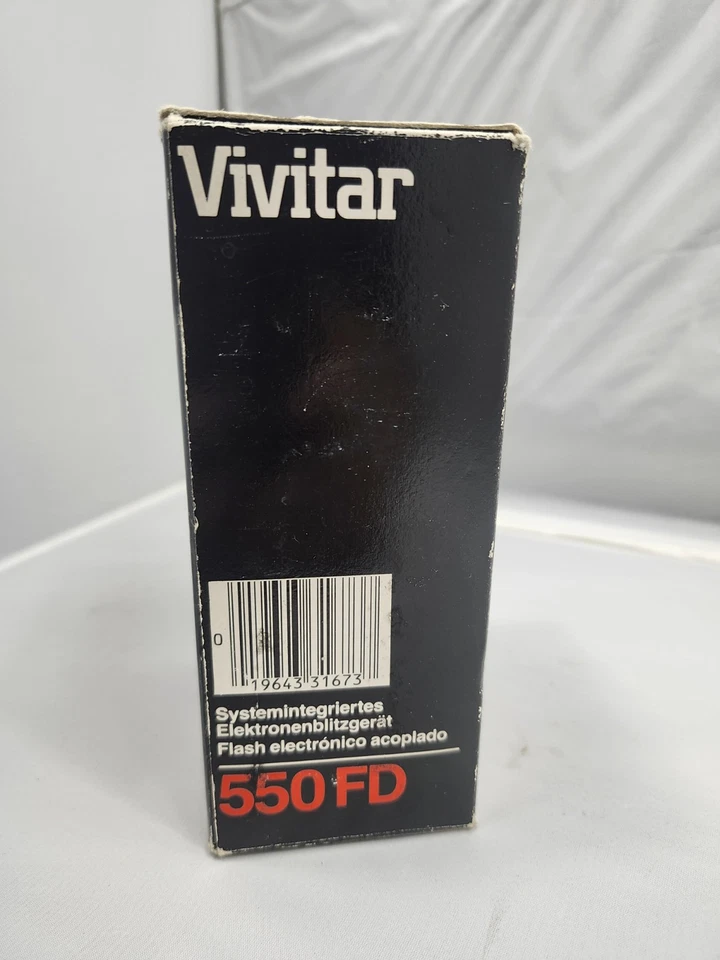 Vivitar
0
19643 31673
Systemintegriertes
Elektronenblitzgerät
Flash electrónico acoplado
550 FD